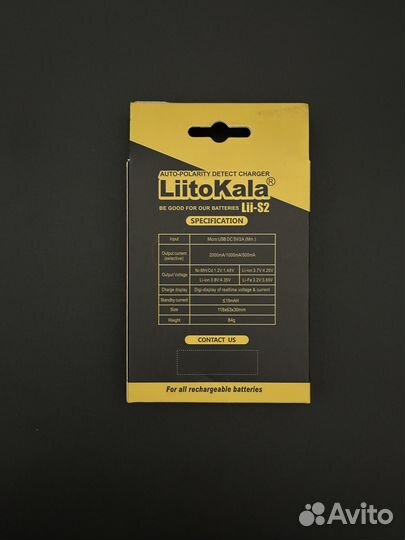 AUTO-POLARITY DETECT CHARGER
LiitoKala®
BE GOOD FOR OUR BATTERIES Lii-S2
SPECIFICATION
Input Micro USB DC 5V/2A (Min.)
Output current (selective) 2000mA/1000mA/500mA
Output Voltage Ni-MH/Cd 1.2V:1.48V Li-ion 3.7V:4.20V
Li-ion 3.8V:4.35V Li-Fe 3.2V:3.65V
Charge display Digi-display of realtime voltage & current
Standby current ≤15mAH
Size 118x63x30mm
Weight 84g
CONTACT US
For all rechargeable batteries
Avito